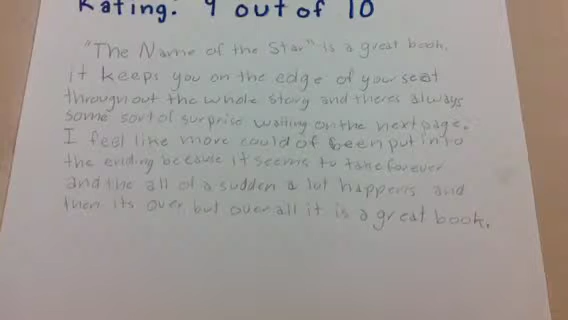 Rating: 9 out of 10
"The Name of the Star" is a great book.
it keeps you on the edge of your seat
throughout the whole story and theres always
some sort of surprise waiting on the next page.
I feel like more could of been put into
the ending because it seems to take forever
and the all of a sudden a lot happens and
then its over but over all it is a great book.